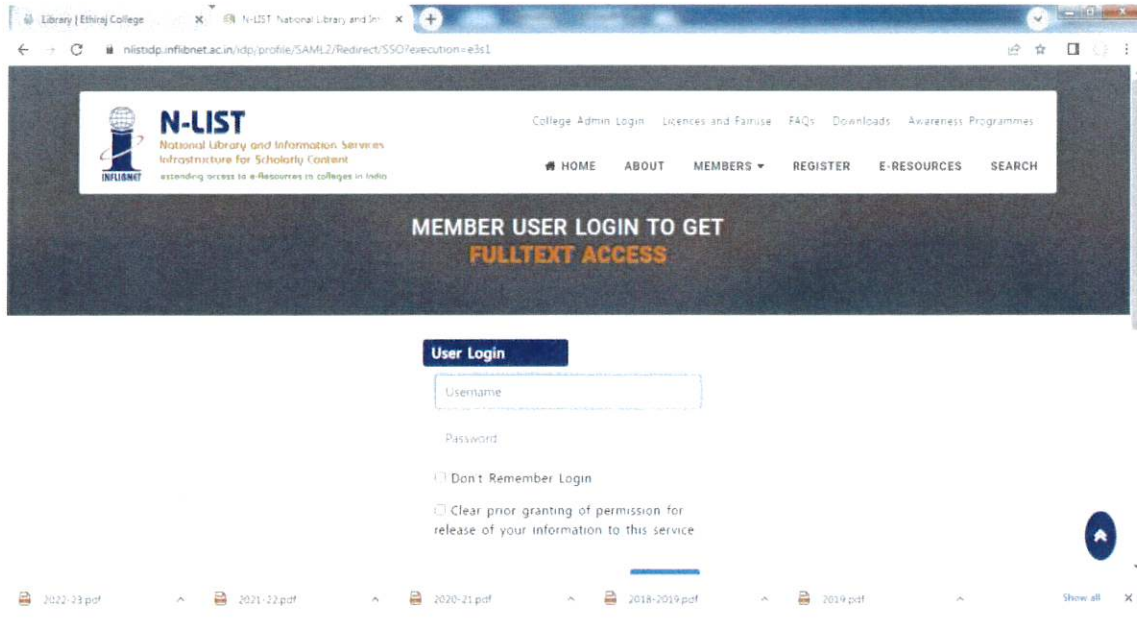 Library | Ethiraj College
N-LIST National Library and Inf
nlistidp.inflibnet.ac.in/idp/profile/SAML2/Redirect/SSO?execution=e3s1
College Admin Login Licences and Fairuse FAQs Downloads Awareness Programmes
N-LIST
National Library and Information Services
Infrastructure for Scholarly Content
extending access to e-Resources to colleges in India
INFLIBNET
HOME ABOUT MEMBERS REGISTER E-RESOURCES SEARCH
MEMBER USER LOGIN TO GET
FULLTEXT ACCESS
User Login
Username
Password
Don't Remember Login
Clear prior granting of permission for
release of your information to this service
2022-23.pdf 2021-22.pdf 2020-21.pdf 2018-2019.pdf 2019.pdf Show all